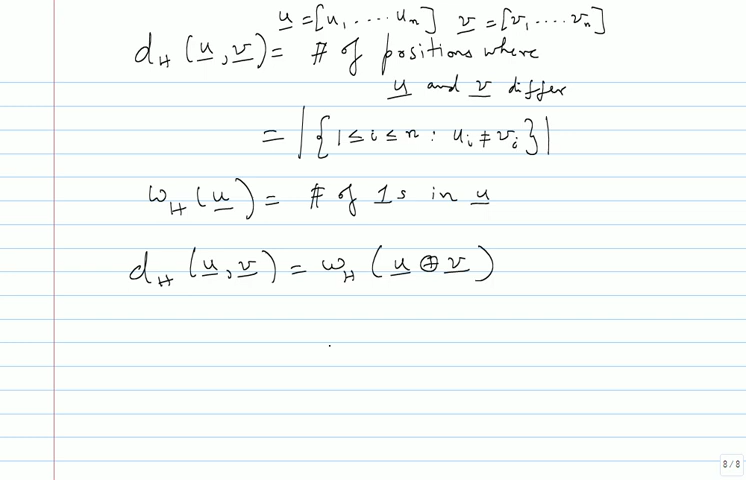 u = [u1, .... un] v = [v1, .... vn]
dH (u, v) = # of positions where
u and v differ
= |{1 ≤ i ≤ n : ui ≠ vi}|
wH (u) = # of 1s in u
dH (u, v) = wH (u ⊕ v)
8/8